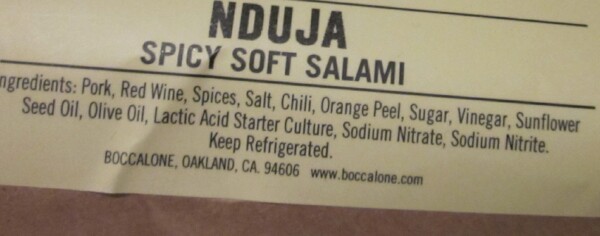 NDUJA
SPICY SOFT SALAMI
ngredients: Pork, Red Wine, Spices, Salt, Chili, Orange Peel, Sugar, Vinegar, Sunflower
Seed Oil, Olive Oil, Lactic Acid Starter Culture, Sodium Nitrate, Sodium Nitrite.
Keep Refrigerated.
BOCCALONE, OAKLAND, CA. 94606 www.boccalone.com